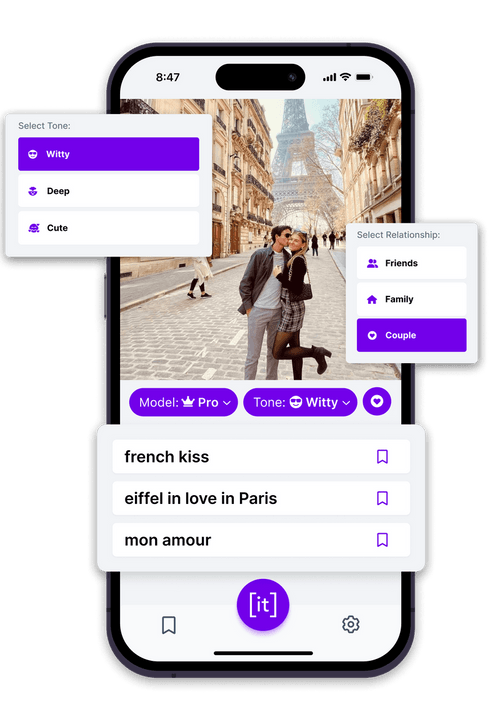 8:47
Select Tone:
Witty
Deep
Cute
Select Relationship:
Friends
Family
Couple
Model: Pro
Tone: Witty
french kiss
eiffel in love in Paris
mon amour
[it]